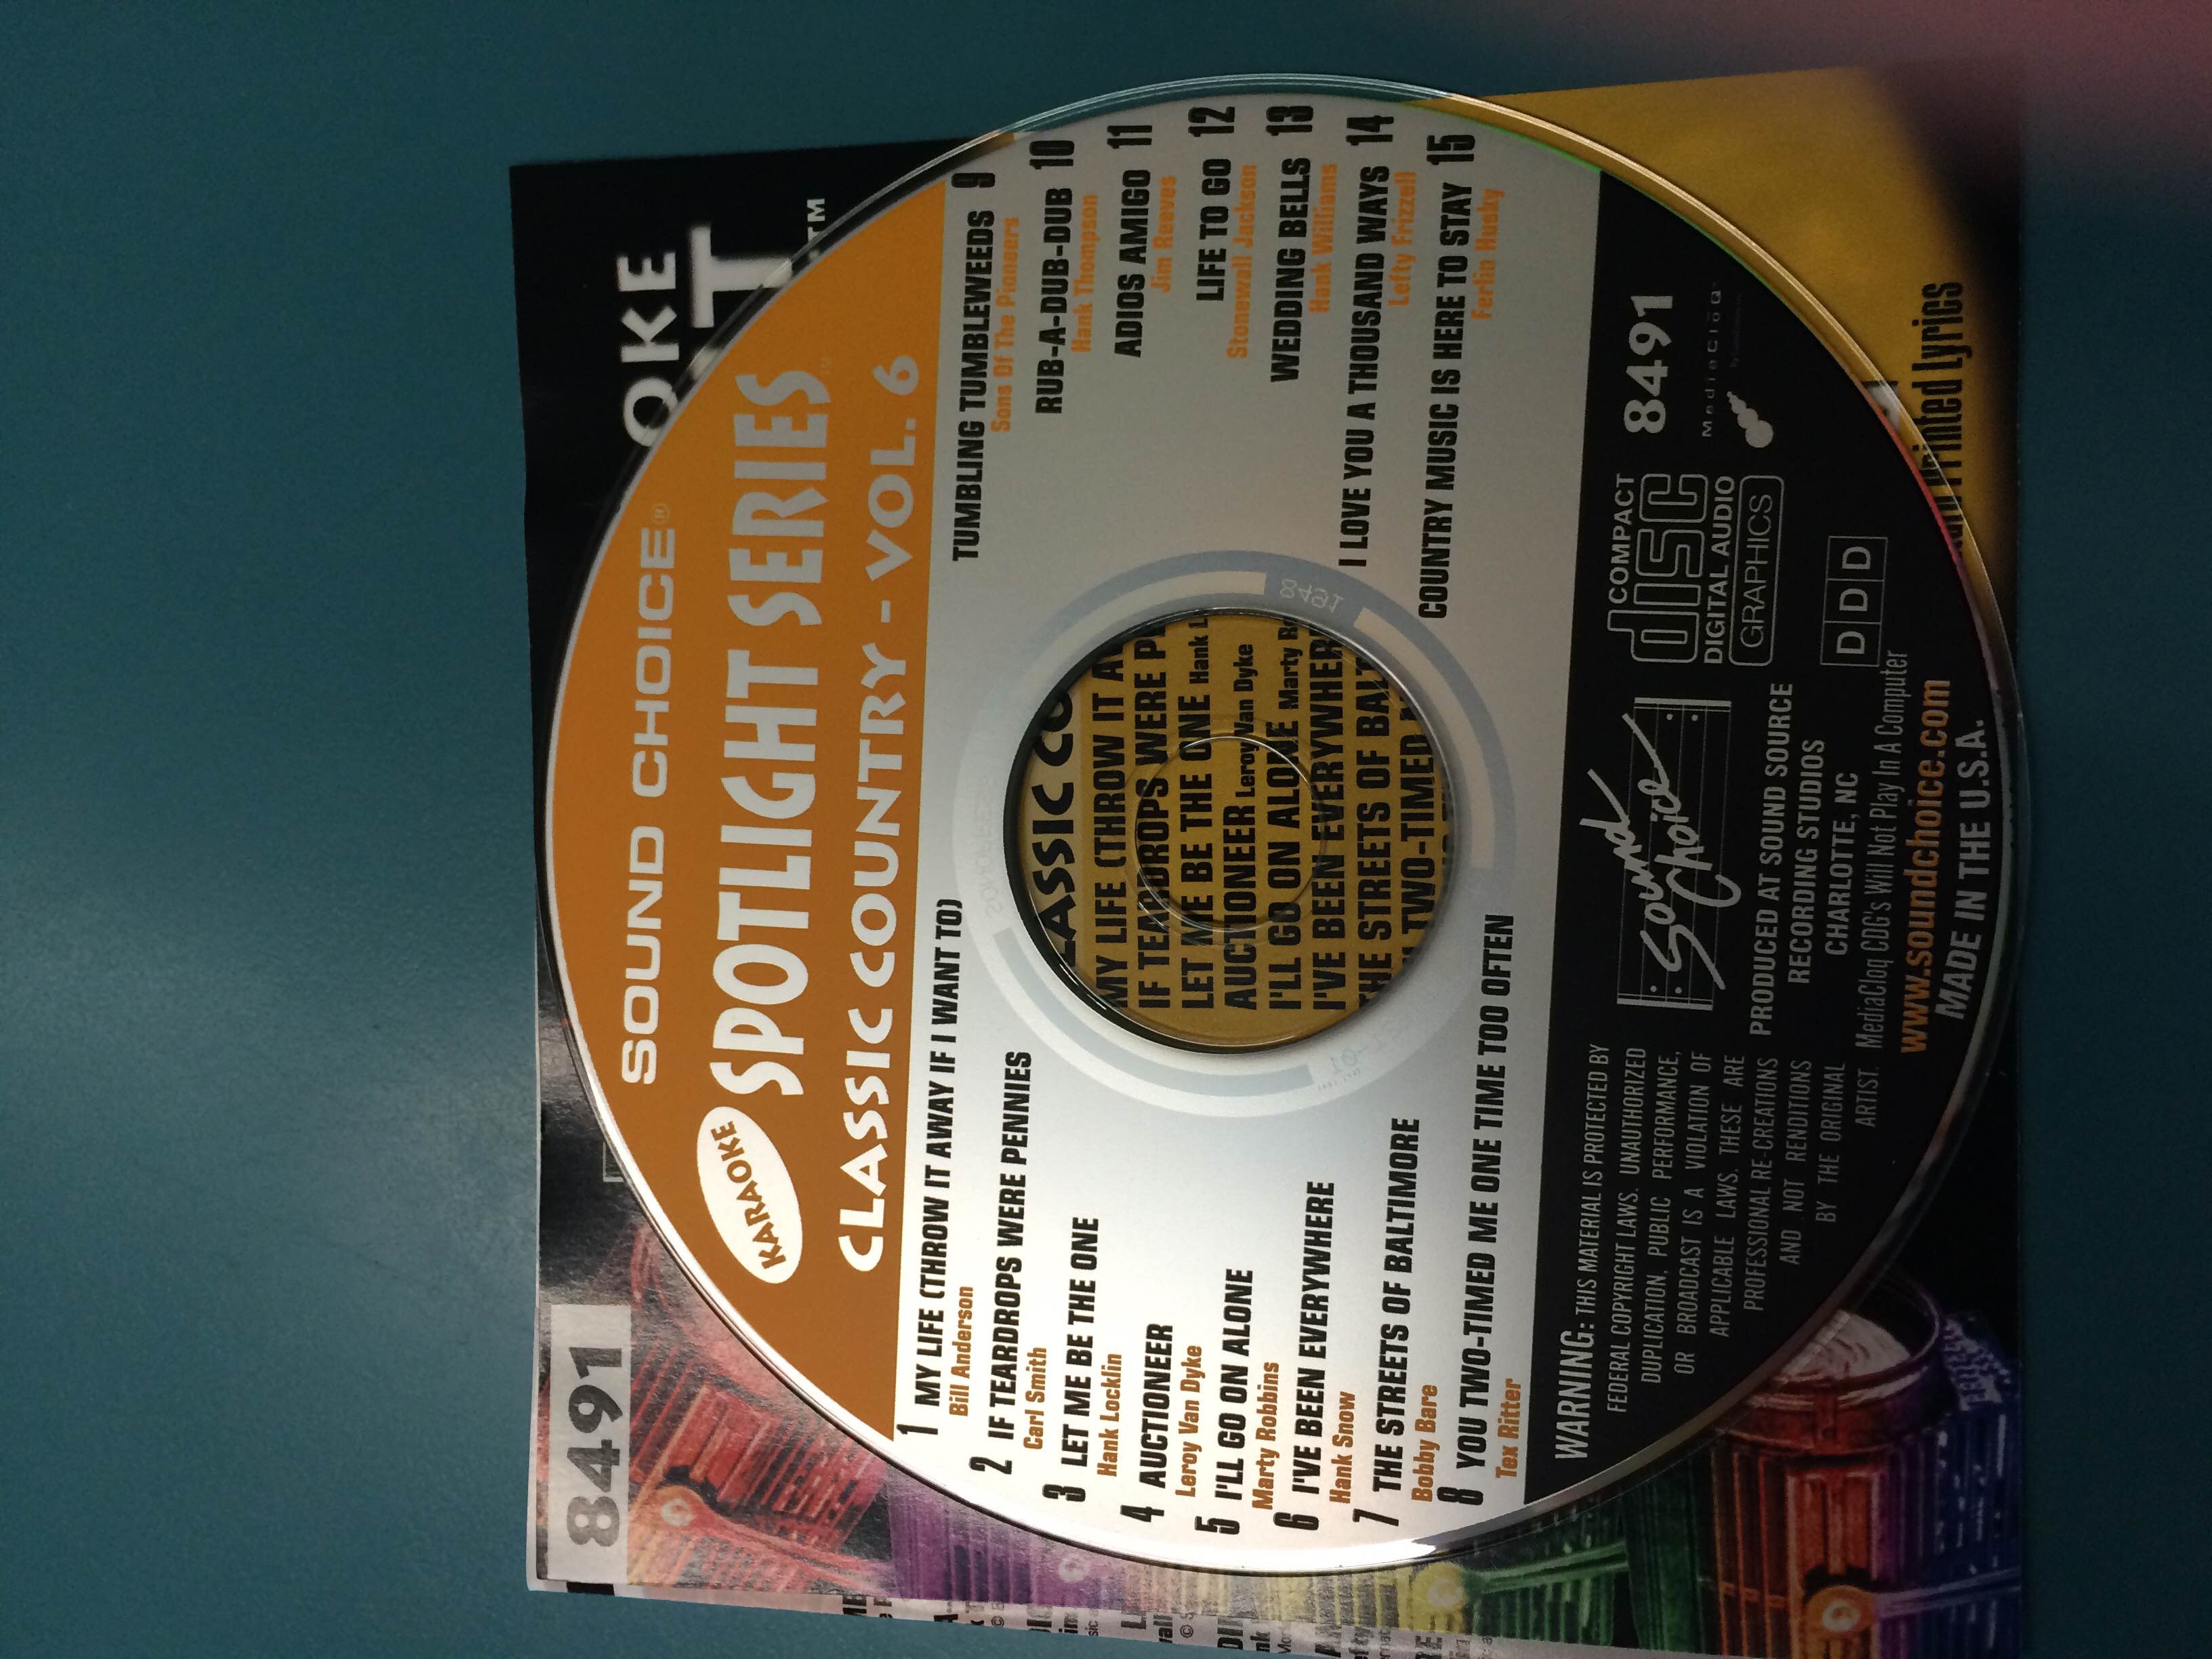 SOUND CHOICE®
KARAOKE
SPOTLIGHT SERIES
CLASSIC COUNTRY - VOL. 6
1 MY LIFE (THROW IT AWAY IF I WANT TO)
Bill Anderson
2 IF TEARDROPS WERE PENNIES
Carl Smith
3 LET ME BE THE ONE
Hank Locklin
4 AUCTIONEER
Leroy Van Dyke
5 I'LL GO ON ALONE
Marty Robbins
6 I'VE BEEN EVERYWHERE
Hank Snow
7 THE STREETS OF BALTIMORE
Bobby Bare
8 YOU TWO-TIMED ME ONE TIME TOO OFTEN
Tex Ritter
TUMBLING TUMBLEWEEDS 9
Sons Of The Pioneers
RUB-A-DUB-DUB 10
Hank Thompson
ADIOS AMIGO 11
Jim Reeves
LIFE TO GO 12
Stonewall Jackson
WEDDING BELLS 13
Hank Williams
I LOVE YOU A THOUSAND WAYS 14
Lefty Frizzell
COUNTRY MUSIC IS HERE TO STAY 15
Ferlin Husky
8491
LASSIC CO
MY LIFE (THROW IT A
IF TEARDROPS WERE P
LET ME BE THE ONE Hank L
AUCTIONEER Leroy Van Dyke
I'LL GO ON ALONE Marty R
I'VE BEEN EVERYWHER
THE STREETS OF BALT
TWO-TIMED
WARNING: THIS MATERIAL IS PROTECTED BY
FEDERAL COPYRIGHT LAWS. UNAUTHORIZED
DUPLICATION, PUBLIC PERFORMANCE,
OR BROADCAST IS A VIOLATION OF
APPLICABLE LAWS. THESE ARE
PROFESSIONAL RE-CREATIONS
AND NOT RENDITIONS
BY THE ORIGINAL
ARTIST.
Sound Choice
PRODUCED AT SOUND SOURCE
RECORDING STUDIOS
CHARLOTTE, NC
MediaCloq CDG's Will Not Play In A Computer
www.soundchoice.com
MADE IN THE U.S.A.
COMPACT
disc
DIGITAL AUDIO
GRAPHICS
DDD
8491
MediaCloQ
8491
OKE
T™
Printed Lyrics